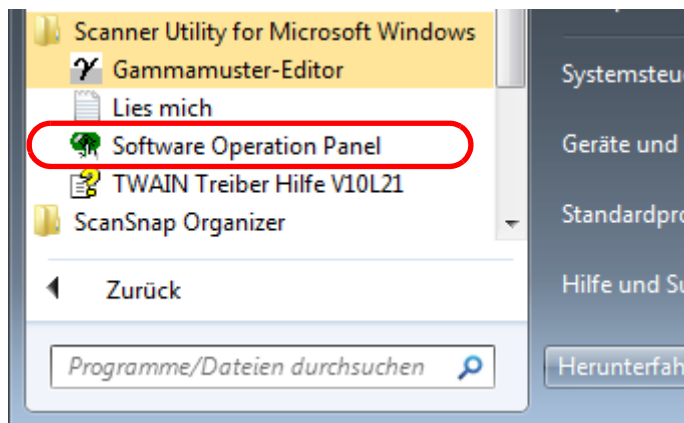 Scanner Utility for Microsoft Windows
Gammamuster-Editor
Lies mich
Software Operation Panel
TWAIN Treiber Hilfe V10L21
ScanSnap Organizer
Zurück
Programme/Dateien durchsuchen
Systemsteu
Geräte und
Standardpro
Hilfe und Su
Herunterfah